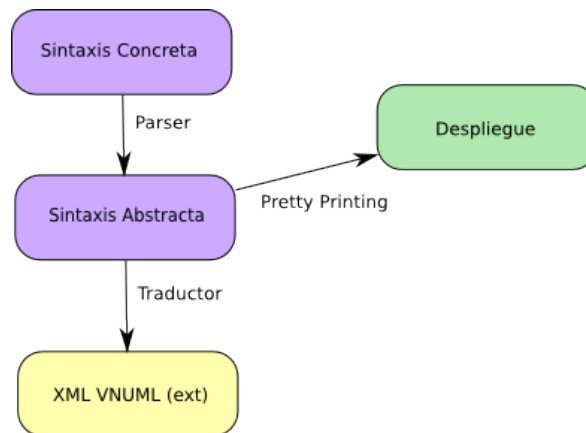 Sintaxis Concreta
Parser
Despliegue
Sintaxis Abstracta
Pretty Printing
Traductor
XML VNUML (ext)